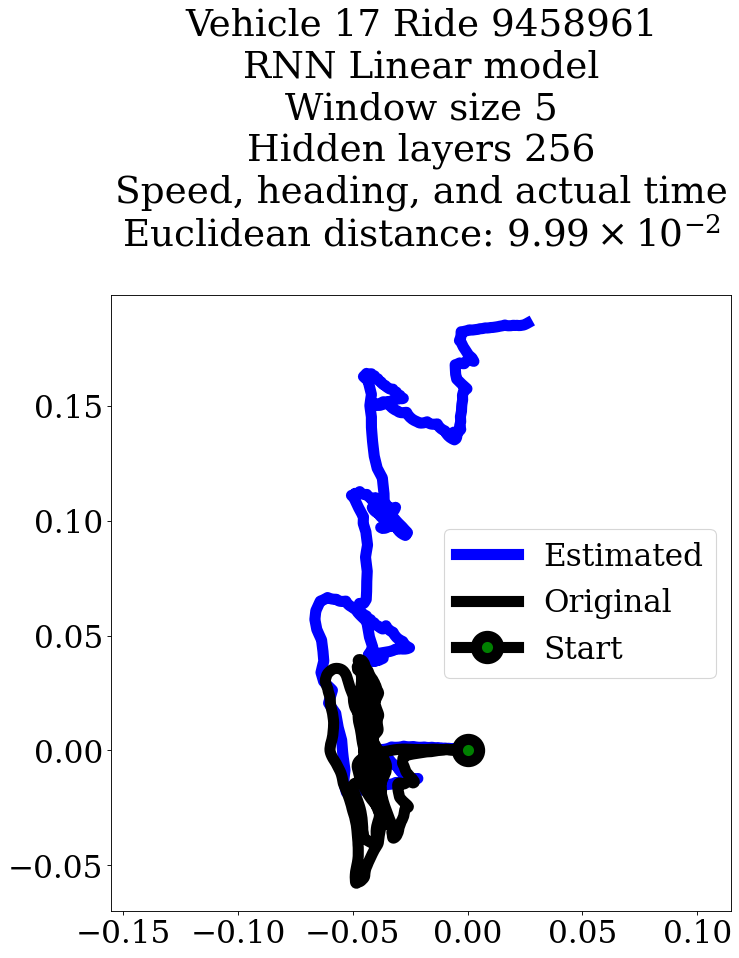 Vehicle 17 Ride 9458961
RNN Linear model
Window size 5
Hidden layers 256
Speed, heading, and actual time
Euclidean distance: 9.99 × 10⁻²
0.15
0.10
0.05
0.00
−0.05
Estimated
Original
Start
−0.15 −0.10 −0.05 0.00 0.05 0.10